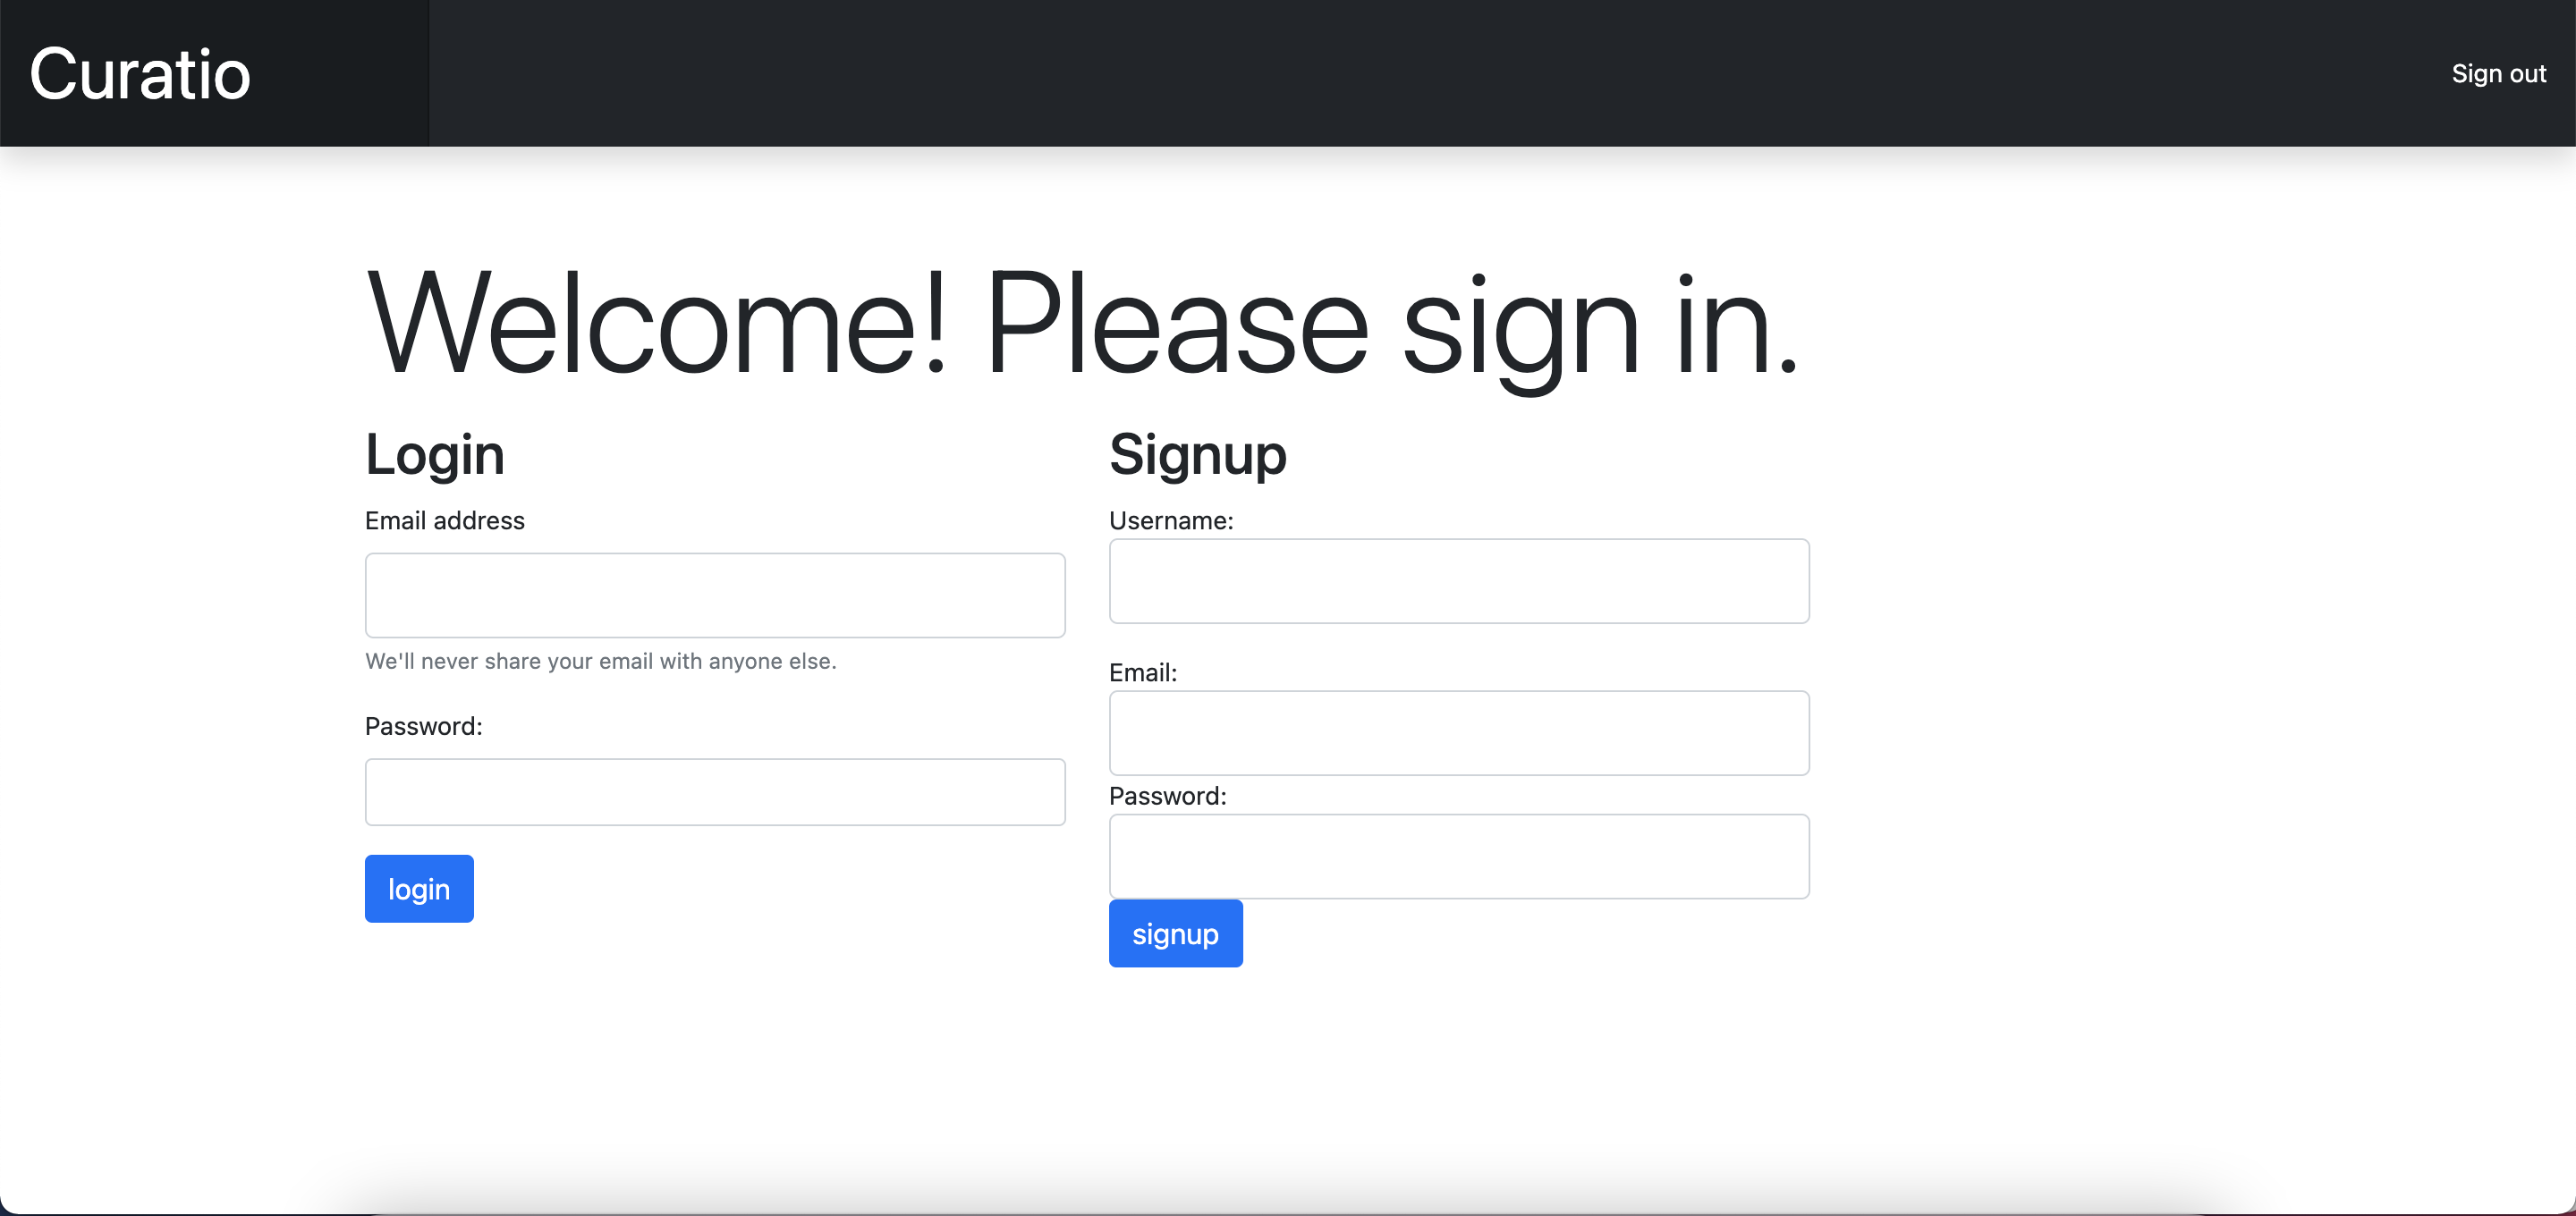 Curatio
Sign out
Welcome! Please sign in.
Login
Email address
We'll never share your email with anyone else.
Password:
login
Signup
Username:
Email:
Password:
signup